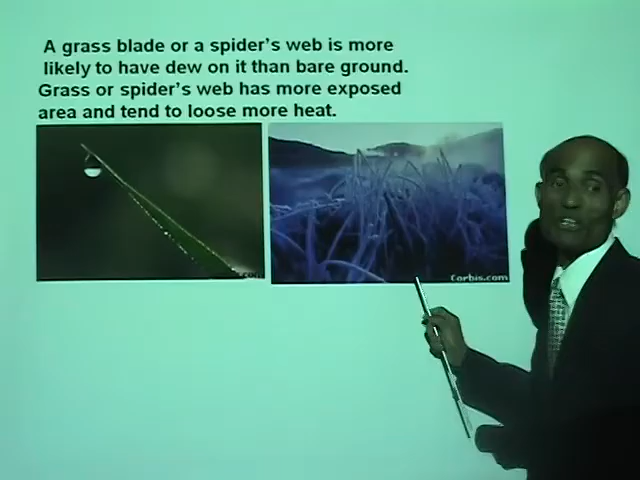 A grass blade or a spider's web is more
likely to have dew on it than bare ground.
Grass or spider's web has more exposed
area and tend to loose more heat.
Corbis.com